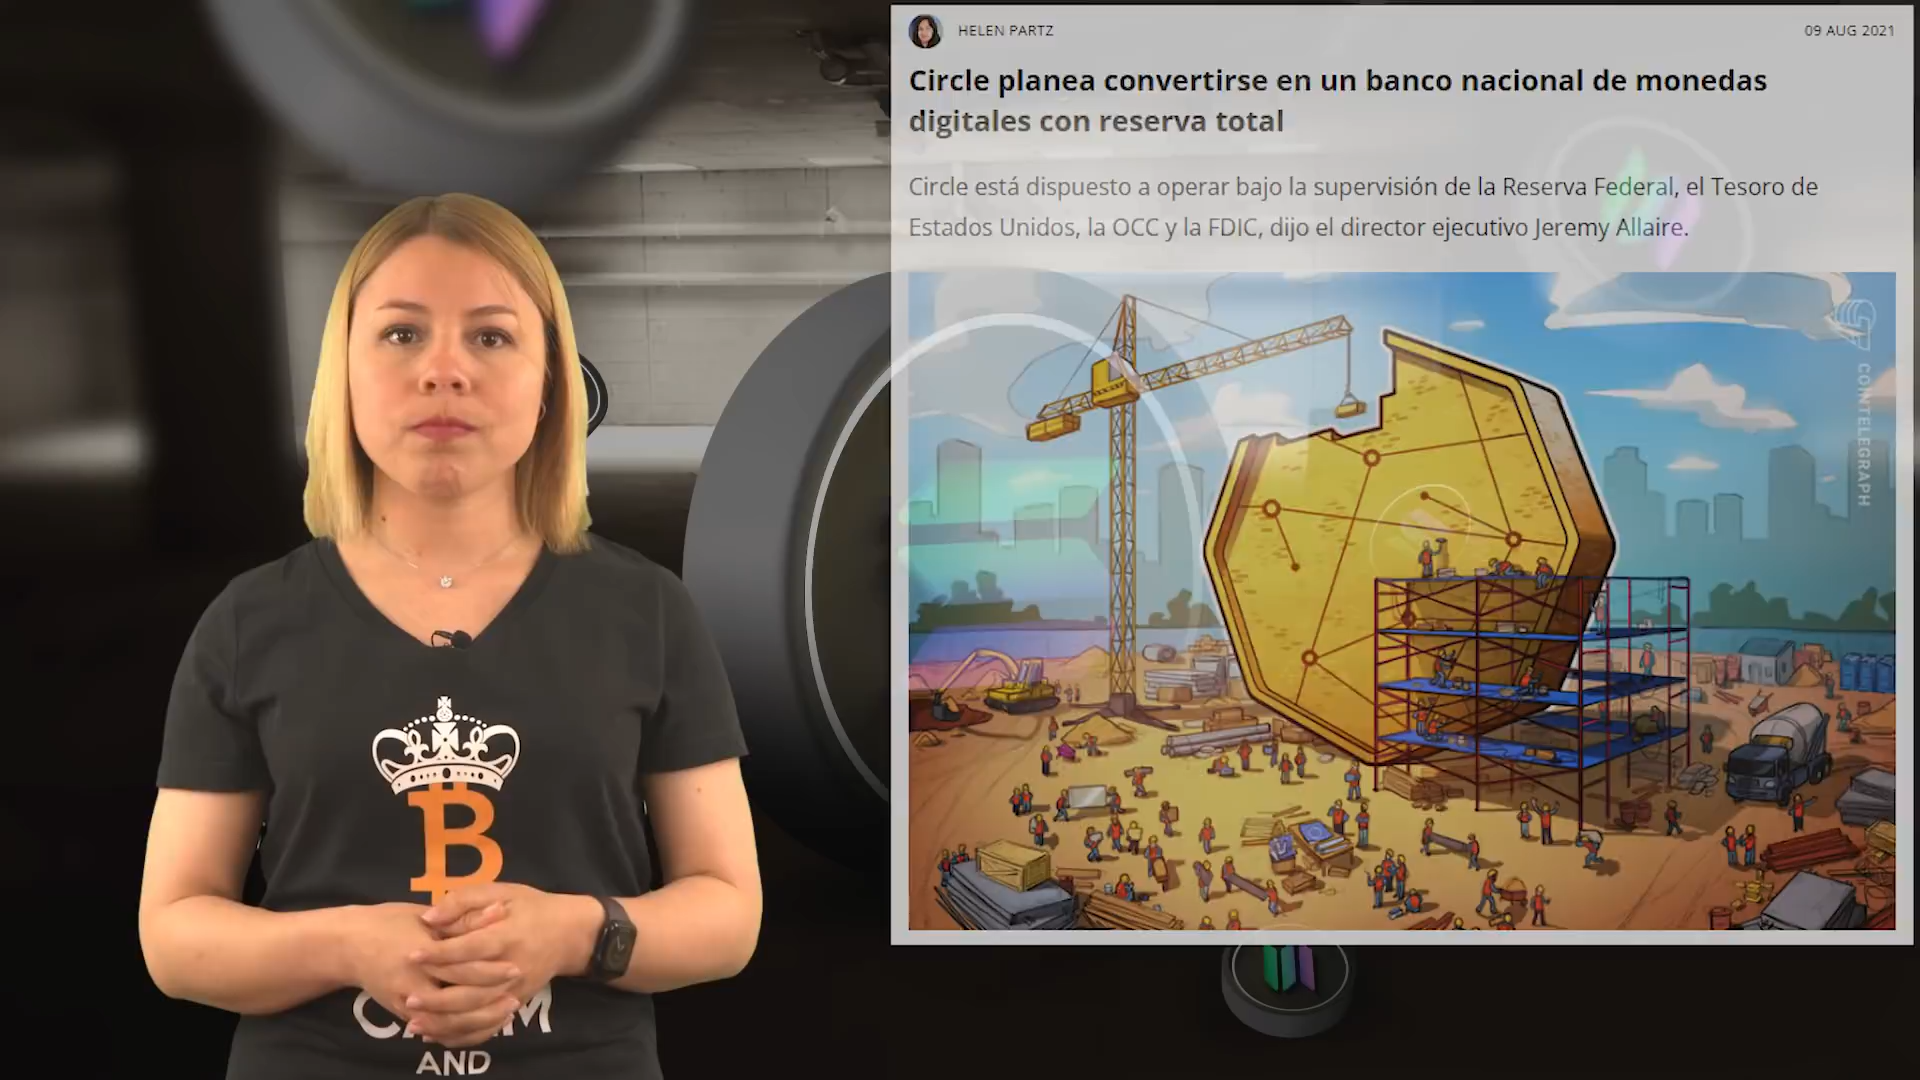 HELEN PARTZ
09 AUG 2021
Circle planea convertirse en un banco nacional de monedas
digitales con reserva total
Circle está dispuesto a operar bajo la supervisión de la Reserva Federal, el Tesoro de
Estados Unidos, la OCC y la FDIC, dijo el director ejecutivo Jeremy Allaire.
COINTELEGRAPH
AND